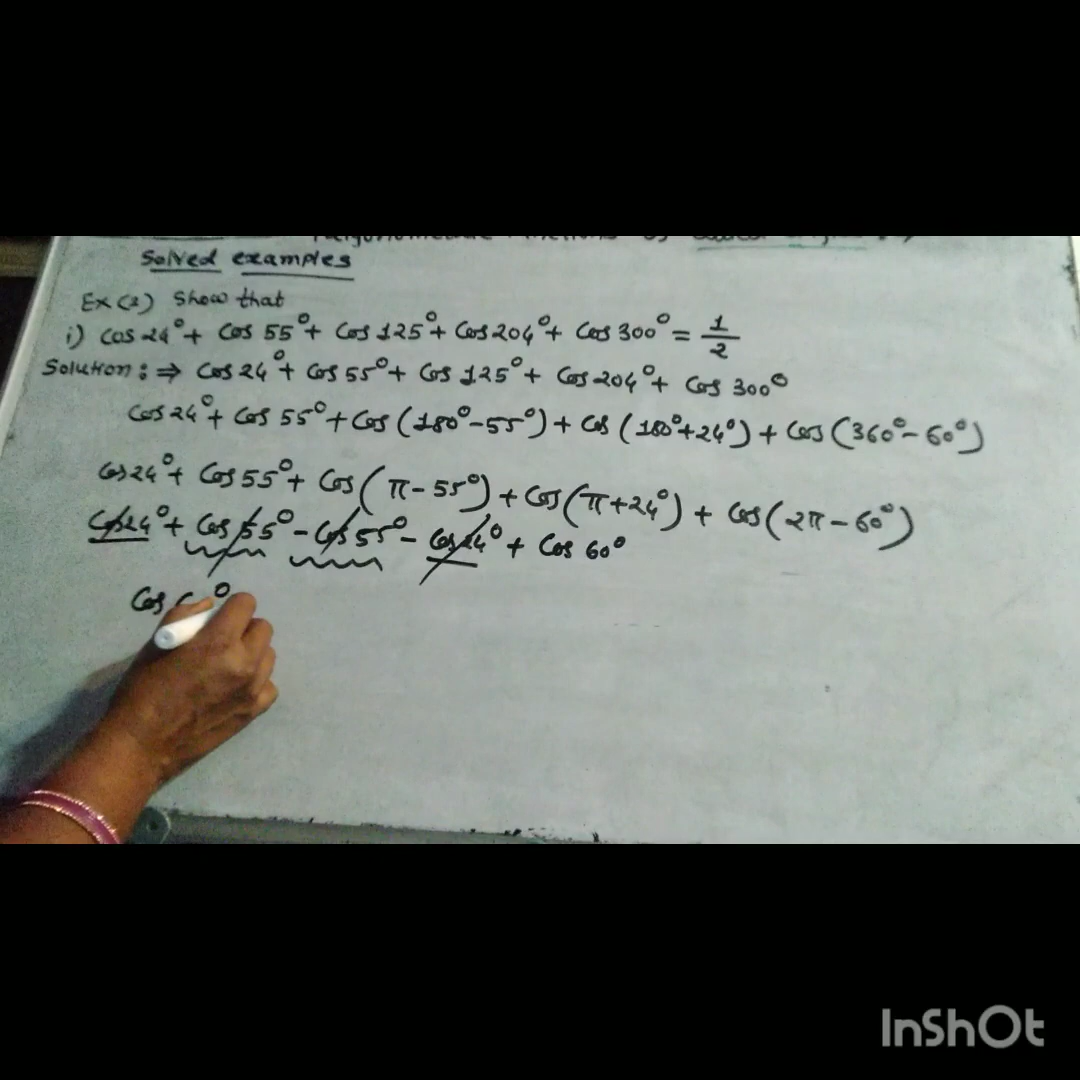 Solved examples
Ex (2) Show that
i) Cos 24° + Cos 55° + Cos 125° + Cos 204° + Cos 300° = 1/2
Solution: ⇒ Cos 24° + Cos 55° + Cos 125° + Cos 204° + Cos 300°
Cos 24° + Cos 55° + Cos (180° - 55°) + Cos (180° + 24°) + Cos (360° - 60°)
Cos 24° + Cos 55° + Cos (π - 55°) + Cos (π + 24°) + Cos (2π - 60°)
Cos 24° + Cos 55° - Cos 55° - Cos 24° + Cos 60°
Cos
InShOt